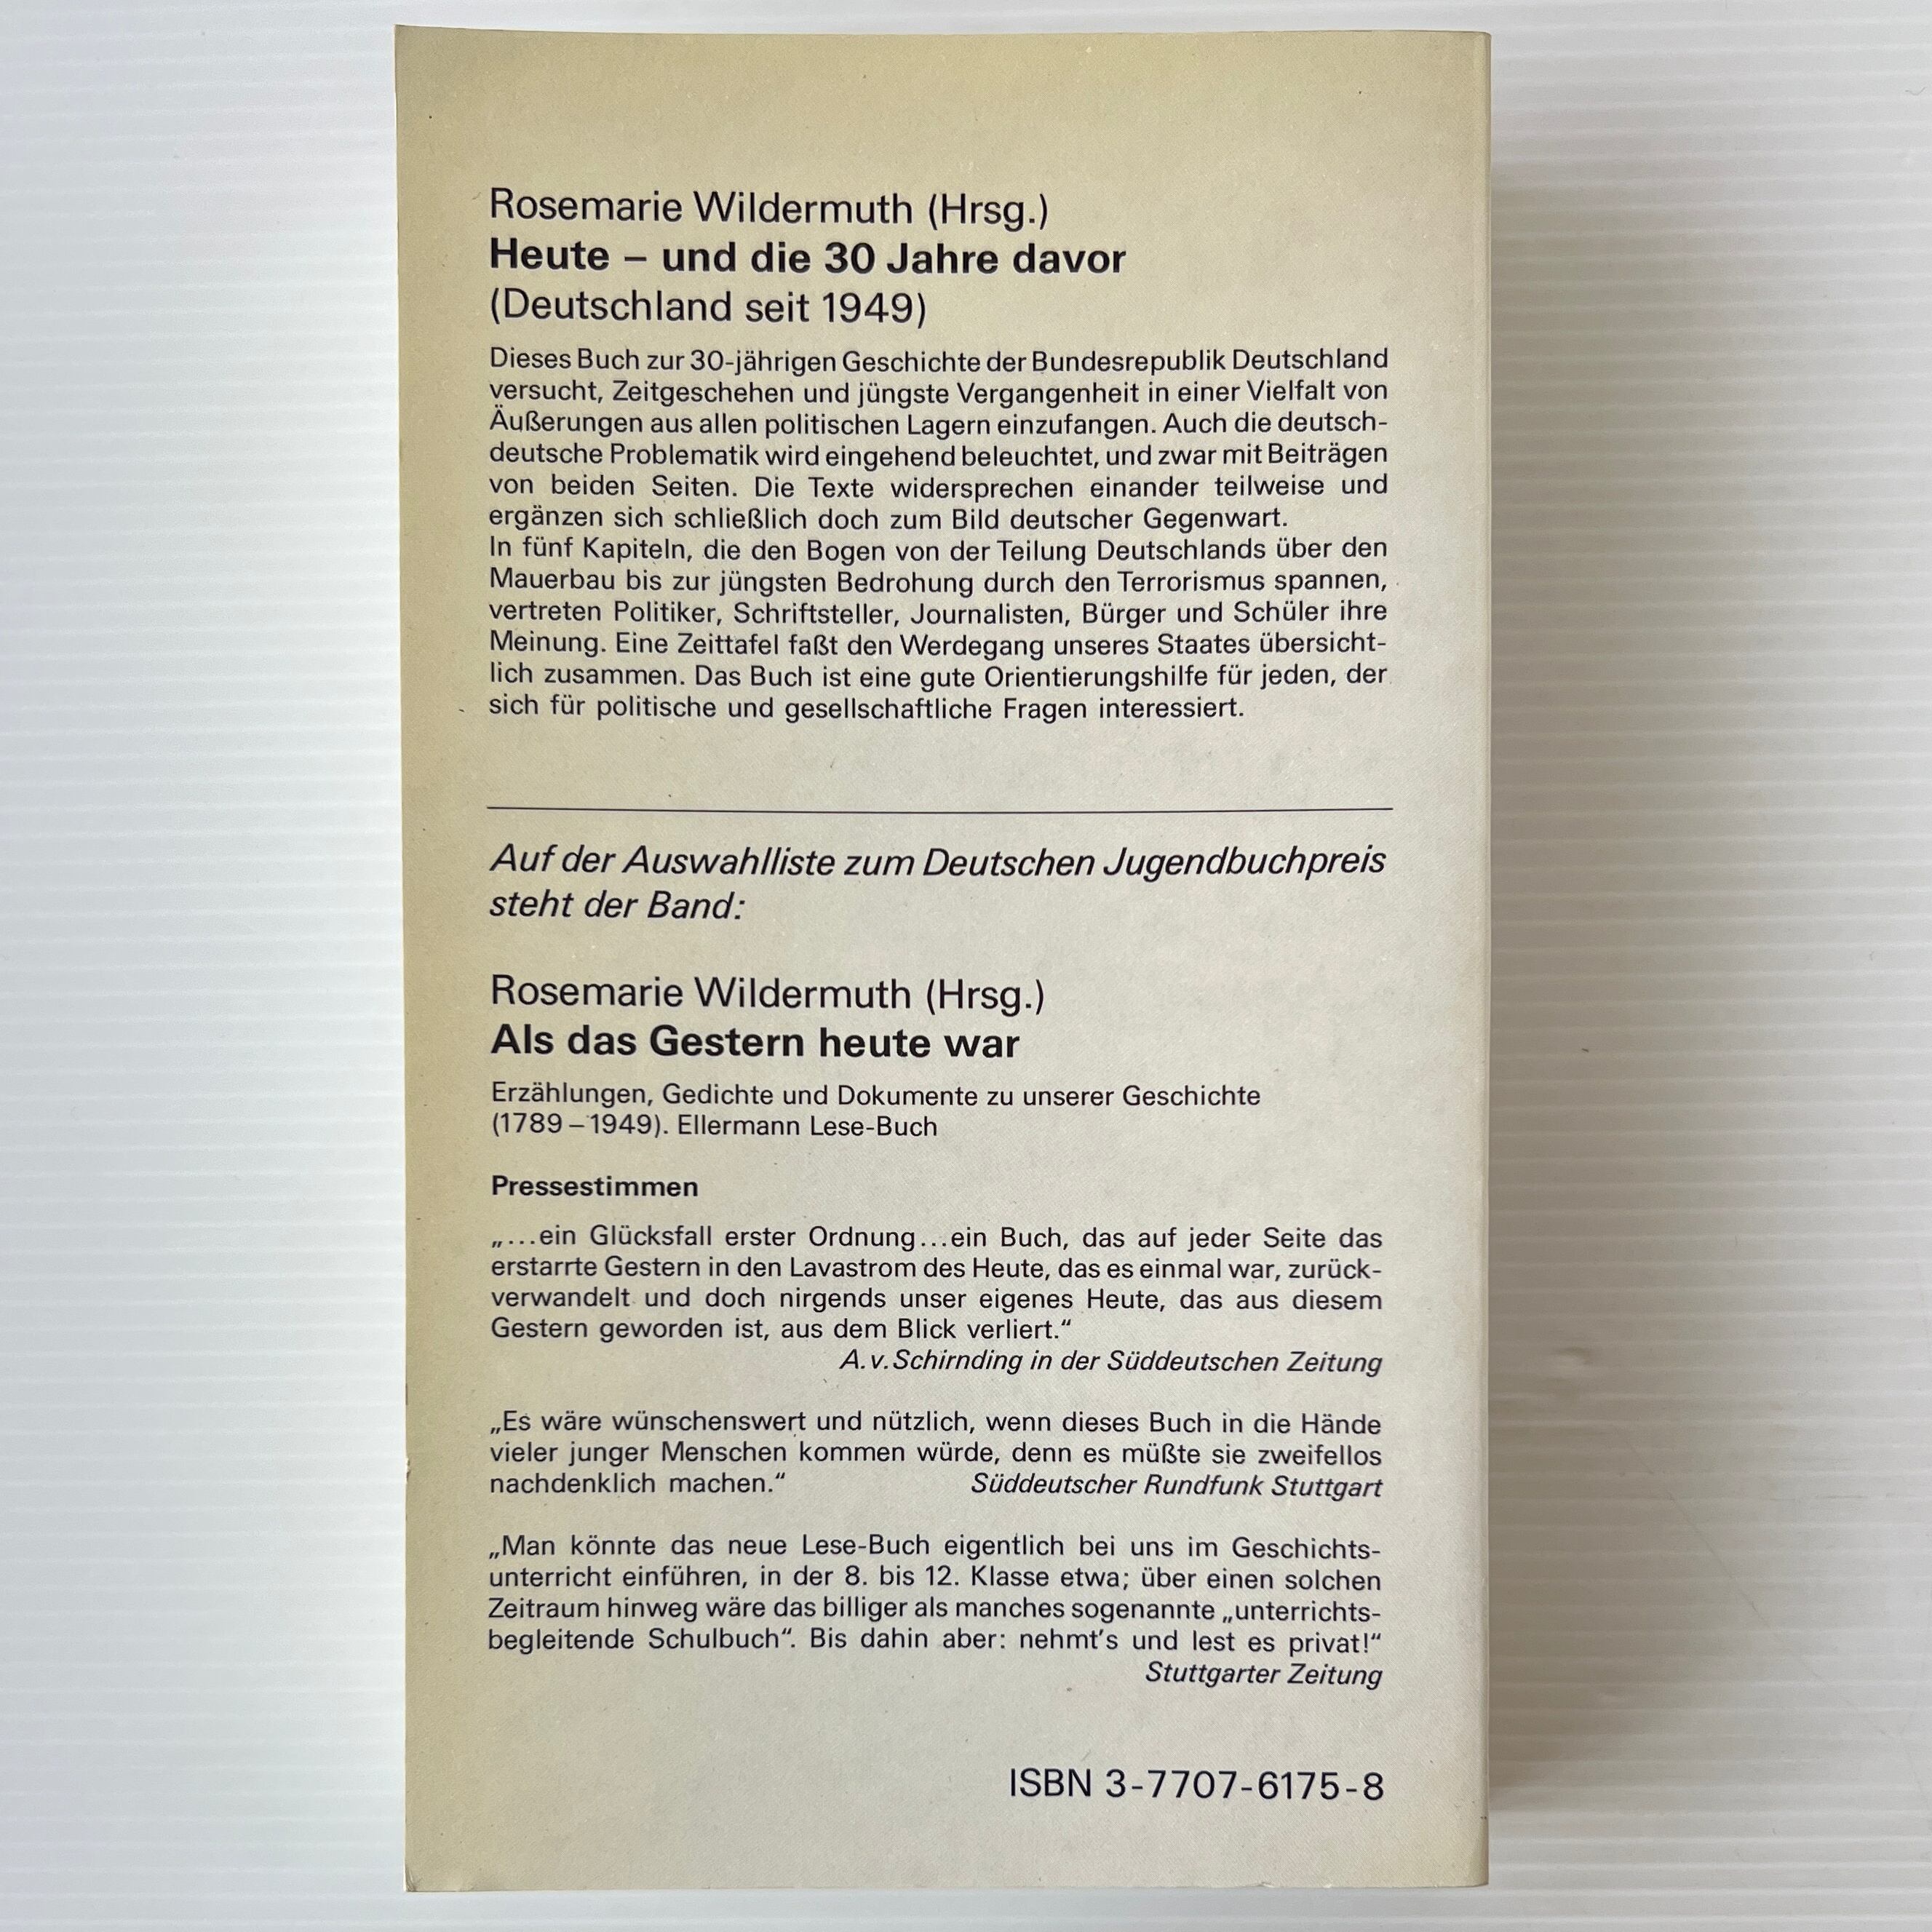 Rosemarie Wildermuth (Hrsg.)
Heute – und die 30 Jahre davor
(Deutschland seit 1949)
Dieses Buch zur 30-jährigen Geschichte der Bundesrepublik Deutschland
versucht, Zeitgeschehen und jüngste Vergangenheit in einer Vielfalt von
Äußerungen aus allen politischen Lagern einzufangen. Auch die deutsch-
deutsche Problematik wird eingehend beleuchtet, und zwar mit Beiträgen
von beiden Seiten. Die Texte widersprechen einander teilweise und
ergänzen sich schließlich doch zum Bild deutscher Gegenwart.
In fünf Kapiteln, die den Bogen von der Teilung Deutschlands über den
Mauerbau bis zur jüngsten Bedrohung durch den Terrorismus spannen,
vertreten Politiker, Schriftsteller, Journalisten, Bürger und Schüler ihre
Meinung. Eine Zeittafel faßt den Werdegang unseres Staates übersicht-
lich zusammen. Das Buch ist eine gute Orientierungshilfe für jeden, der
sich für politische und gesellschaftliche Fragen interessiert.
Auf der Auswahlliste zum Deutschen Jugendbuchpreis
steht der Band:
Rosemarie Wildermuth (Hrsg.)
Als das Gestern heute war
Erzählungen, Gedichte und Dokumente zu unserer Geschichte
(1789–1949). Ellermann Lese-Buch
Pressestimmen
„...ein Glücksfall erster Ordnung...ein Buch, das auf jeder Seite das
erstarrte Gestern in den Lavastrom des Heute, das es einmal war, zurück-
verwandelt und doch nirgends unser eigenes Heute, das aus diesem
Gestern geworden ist, aus dem Blick verliert.“
A. v. Schirnding in der Süddeutschen Zeitung
„Es wäre wünschenswert und nützlich, wenn dieses Buch in die Hände
vieler junger Menschen kommen würde, denn es müßte sie zweifellos
nachdenklich machen.“ Süddeutscher Rundfunk Stuttgart
„Man könnte das neue Lese-Buch eigentlich bei uns im Geschichts-
unterricht einführen, in der 8. bis 12. Klasse etwa; über einen solchen
Zeitraum hinweg wäre das billiger als manches sogenannte „unterrichts-
begleitende Schulbuch“. Bis dahin aber: nehmt's und lest es privat!“
Stuttgarter Zeitung
ISBN 3-7707-6175-8